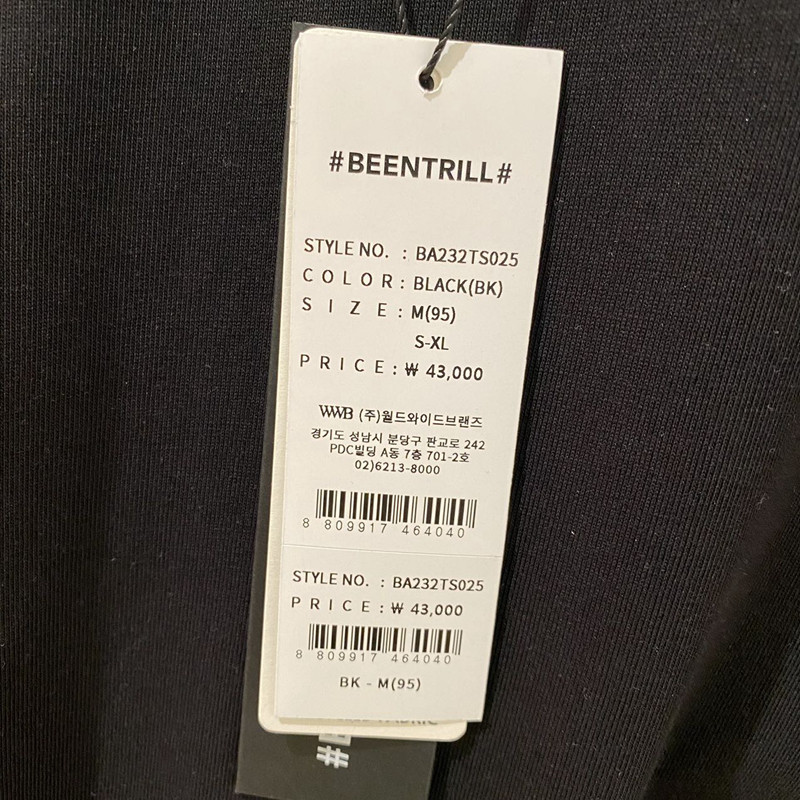 #BEENTRILL#
STYLE NO. : BA232TS025
COLOR : BLACK(BK)
SIZE : M(95)
S-XL
PRICE : ₩ 43,000
WWB (주)월드와이드브랜즈
경기도 성남시 분당구 판교로 242
PDC빌딩 A동 7층 701-2호
02)6213-8000
8 809917 464040
STYLE NO. : BA232TS025
PRICE : ₩ 43,000
8 809917 464040
BK - M(95)